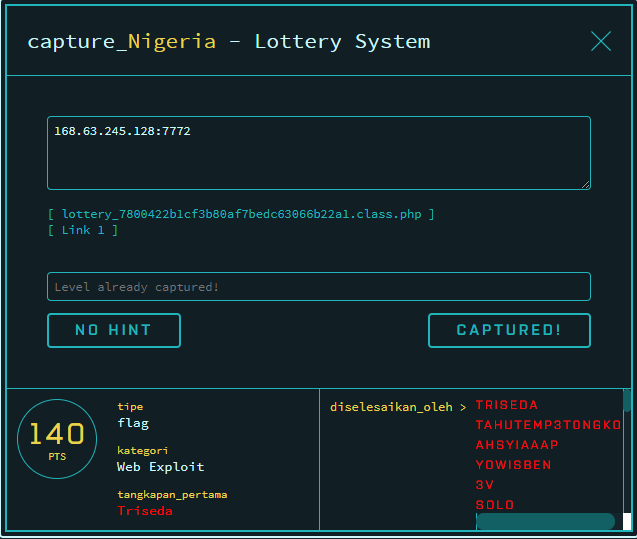 capture_Nigeria – Lottery System
168.63.245.128:7772
[ lottery_7800422b1cf3b80af7bedc63066b22a1.class.php ]
[ Link 1 ]
Level already captured!
NO HINT
CAPTURED!
140
PTS
tipe
flag
kategori
Web Exploit
tangkapan_pertama
Triseda
diselesaikan_oleh >
TRISEDA
TAHUTEMP3TONGKO
AHSYIAAAP
YOWISBEN
3V
SOLO